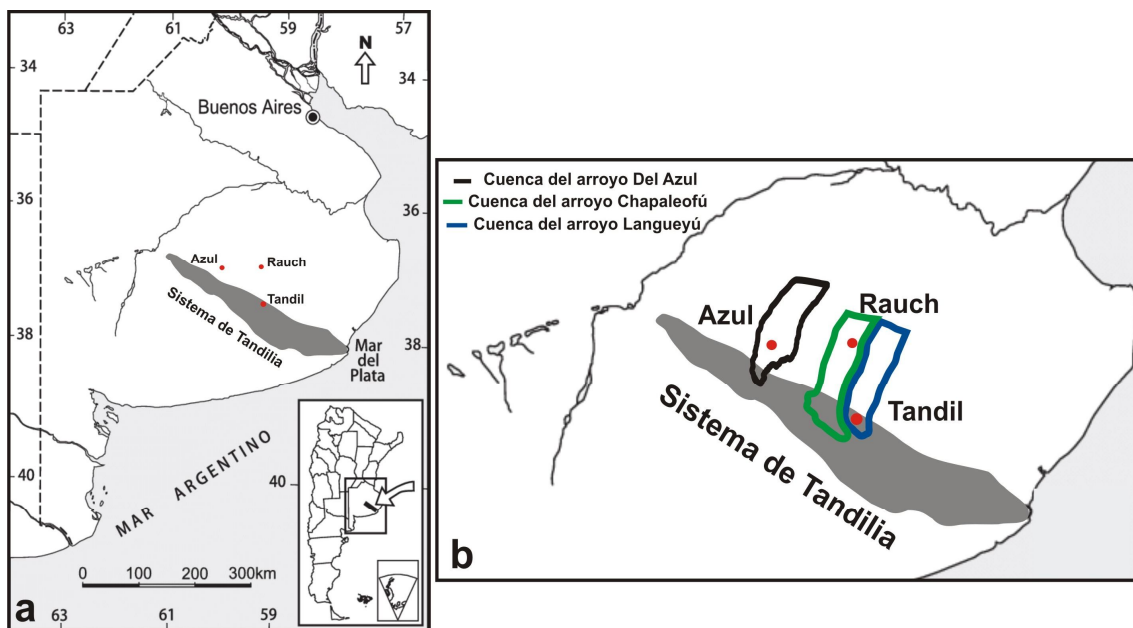 63
61
59
57
N
34
34
Buenos Aires
36
36
Azul
Rauch
Tandil
Sistema de Tandilia
38
38
Mar
del
Plata
40
40
MAR ARGENTINO
0 100 200 300km
a
63
61
59
Cuenca del arroyo Del Azul
Cuenca del arroyo Chapaleofú
Cuenca del arroyo Langueyú
Azul
Rauch
Tandil
Sistema de Tandilia
b